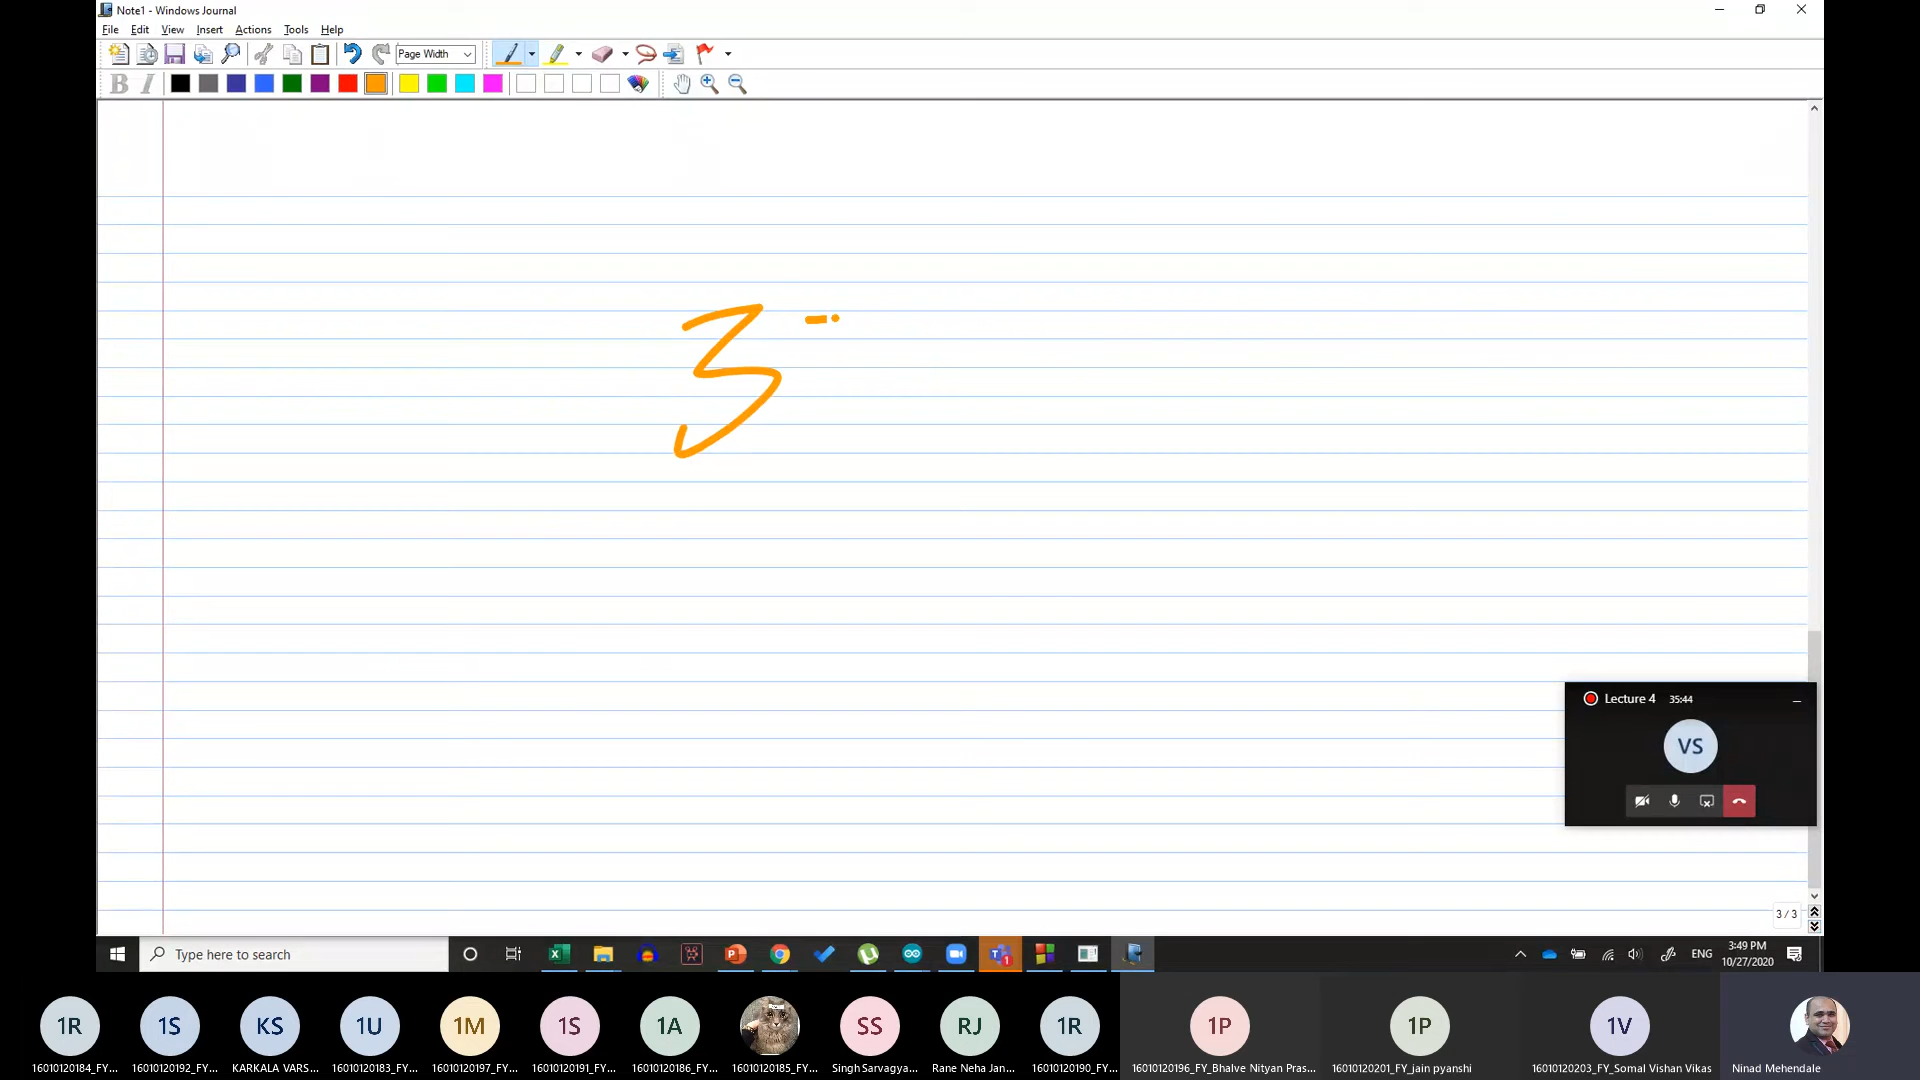 Note1 - Windows Journal
File Edit View Insert Actions Tools Help
Page Width
B I
3 -
Lecture 4 35:44
VS
3 / 3
Type here to search
ENG
3:49 PM
10/27/2020
1R 1S KS 1U 1M 1S 1A SS RJ 1R 1P 1P 1V
16010120184_FY... 16010120192_FY... KARKALA VARS... 16010120183_FY... 16010120197_FY... 16010120191_FY... 16010120186_FY... 16010120185_FY... Singh Sarvagya... Rane Neha Jan... 16010120190_FY... 16010120196_FY_Bhalve Nityan Pras... 16010120201_FY_jain pyanshi 16010120203_FY_Somal Vishan Vikas Ninad Mehendale